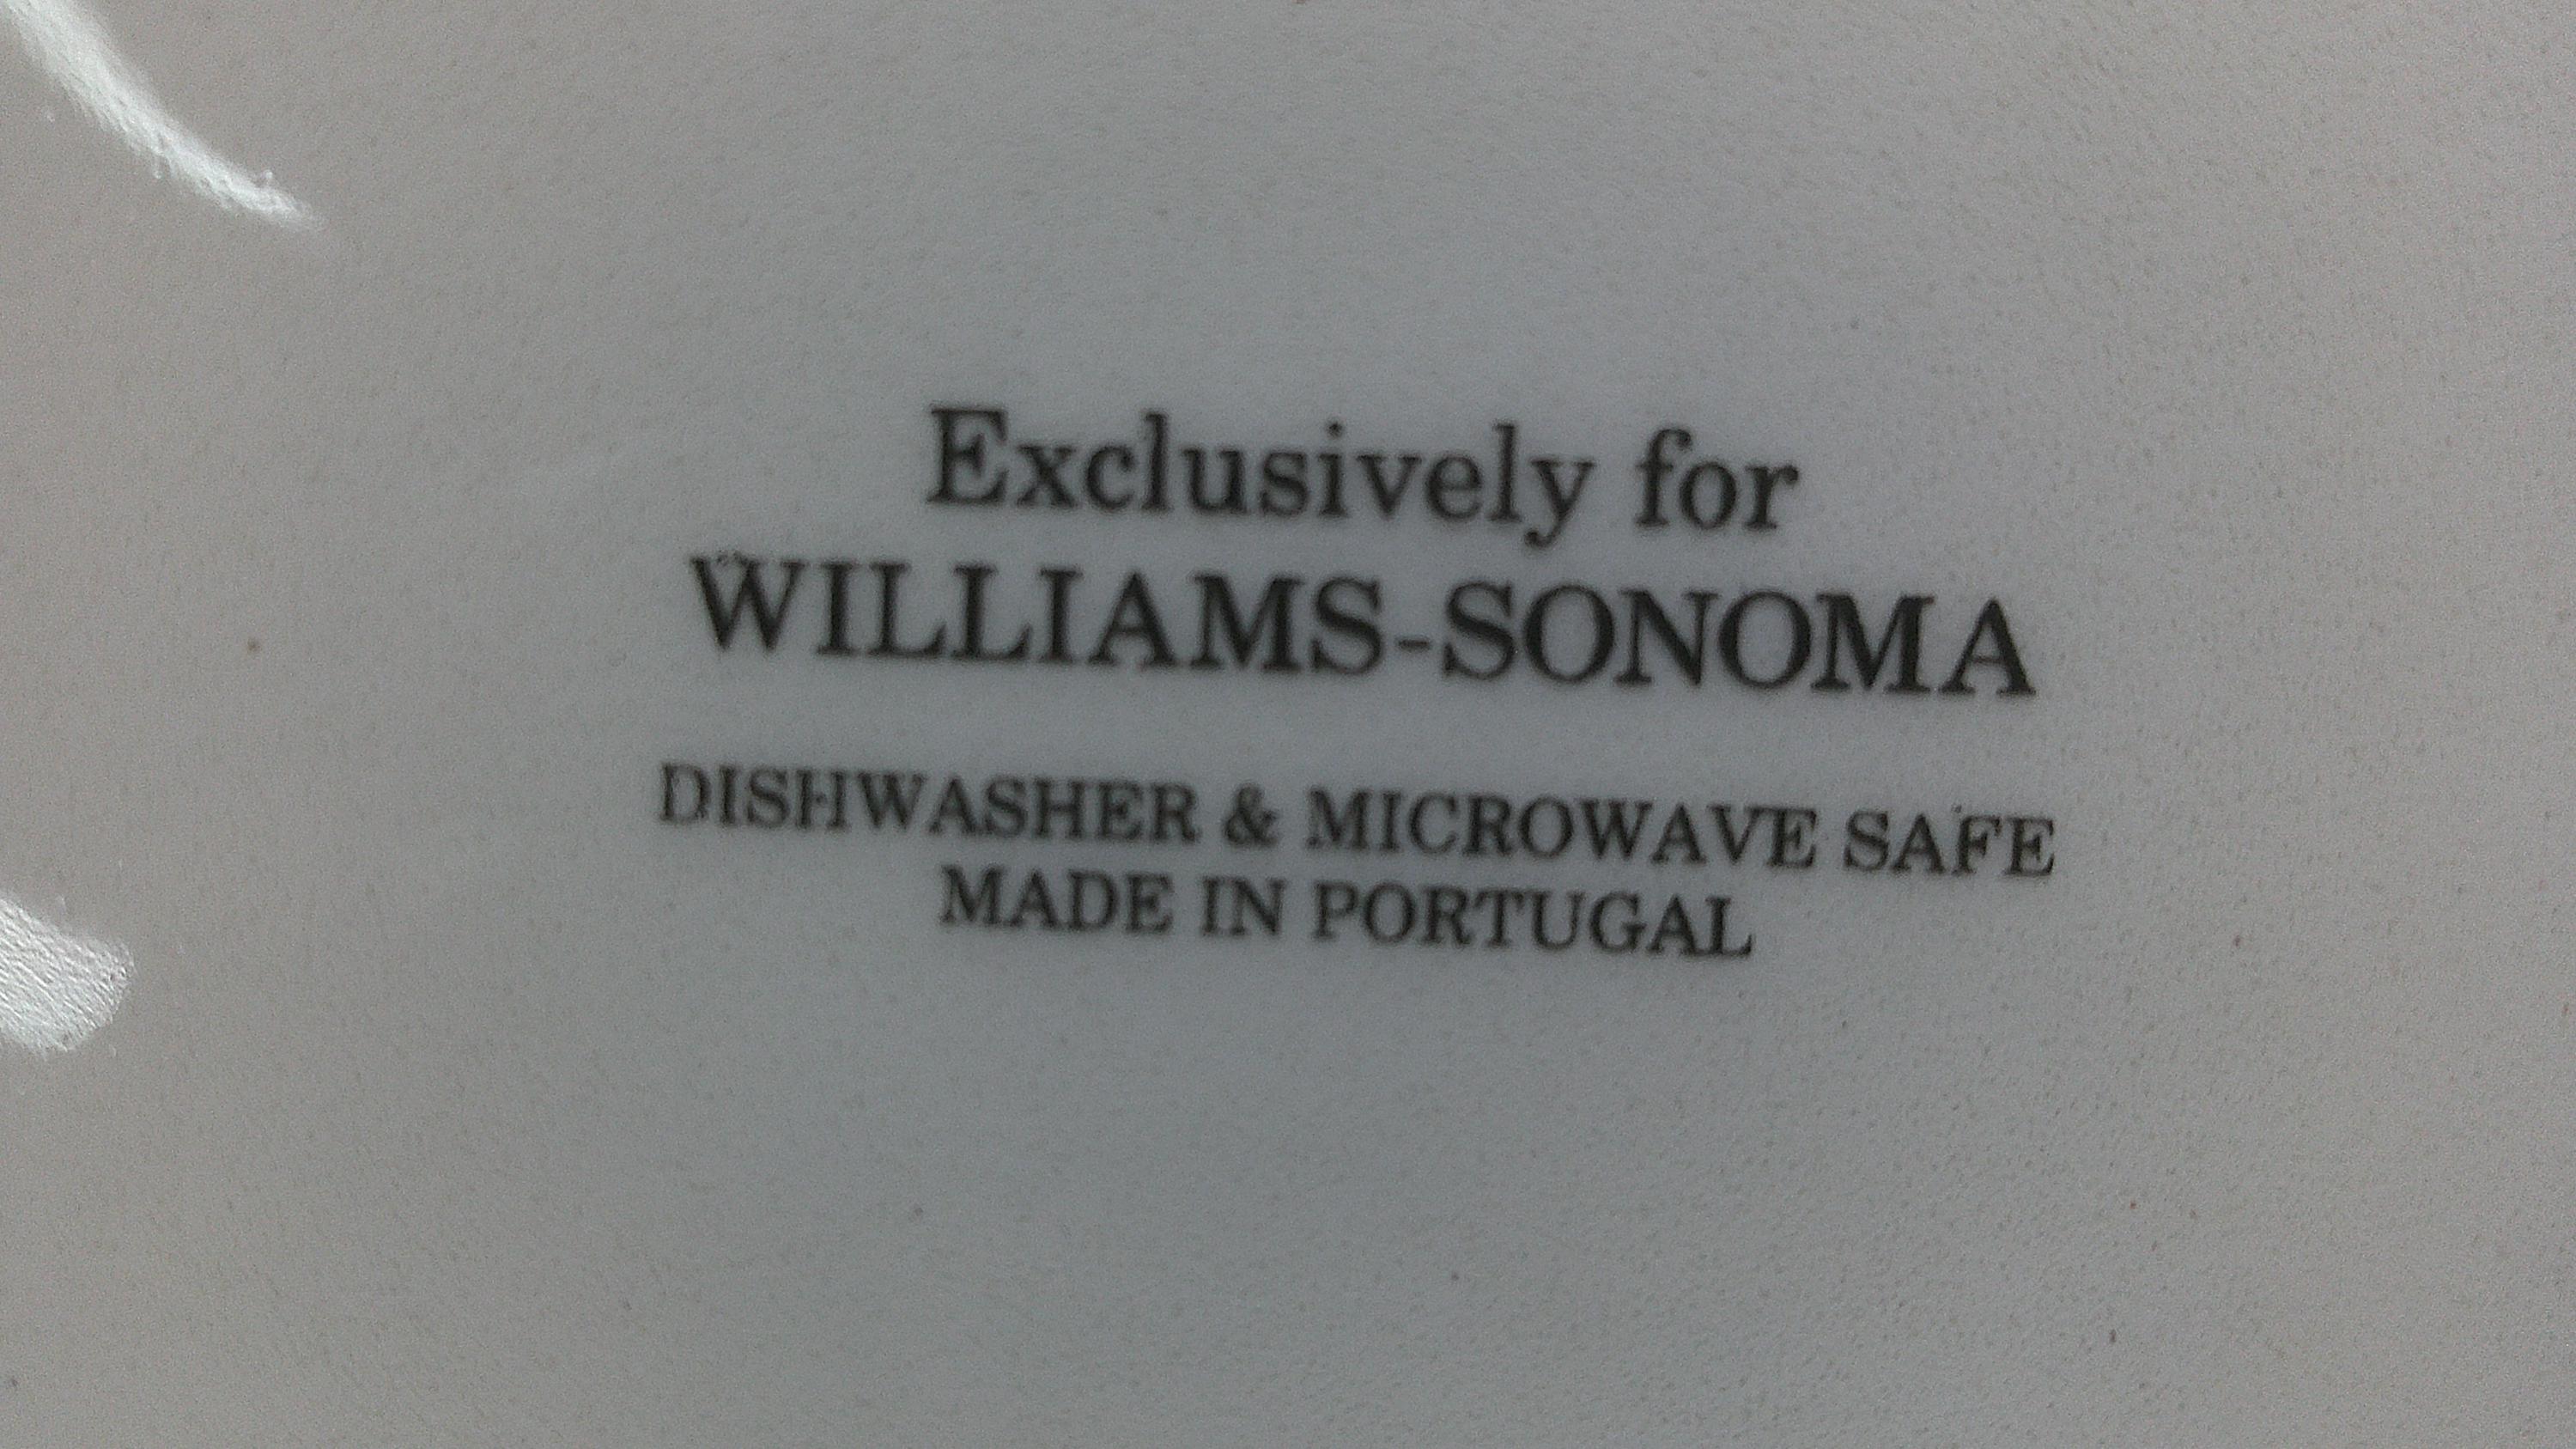 Exclusively for
WILLIAMS-SONOMA
DISHWASHER & MICROWAVE SAFE
MADE IN PORTUGAL